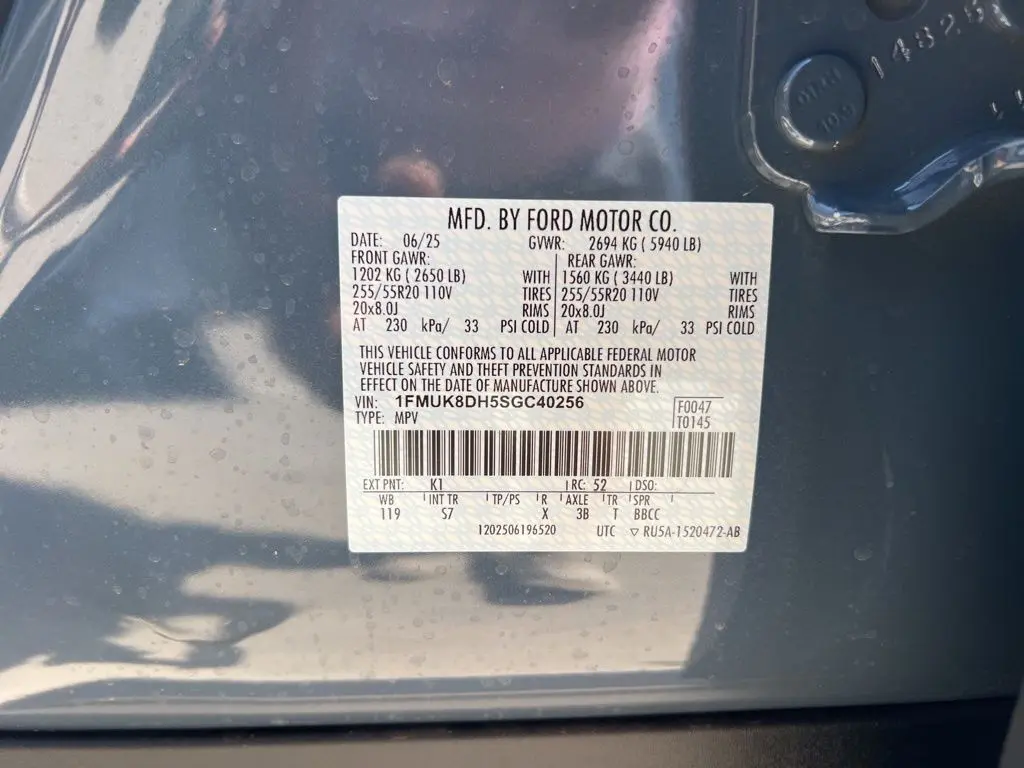 1482
MFD. BY FORD MOTOR CO.
DATE: 06/25 GVWR: 2694 KG ( 5940 LB)
FRONT GAWR: REAR GAWR:
1202 KG ( 2650 LB) WITH 1560 KG ( 3440 LB) WITH
255/55R20 110V TIRES 255/55R20 110V TIRES
20x8.0J RIMS 20x8.0J RIMS
AT 230 kPa/ 33 PSI COLD AT 230 kPa/ 33 PSI COLD
THIS VEHICLE CONFORMS TO ALL APPLICABLE FEDERAL MOTOR
VEHICLE SAFETY AND THEFT PREVENTION STANDARDS IN
EFFECT ON THE DATE OF MANUFACTURE SHOWN ABOVE.
VIN: 1FMUK8DH5SGC40256 F0047
TYPE: MPV T0145
EXT PNT: K1 RC: 52 DSO:
WB INT TR TP/PS R AXLE TR SPR
119 S7 X 3B T BBCC
1202506196520 UTC ▽ RU5A-1520472-AB